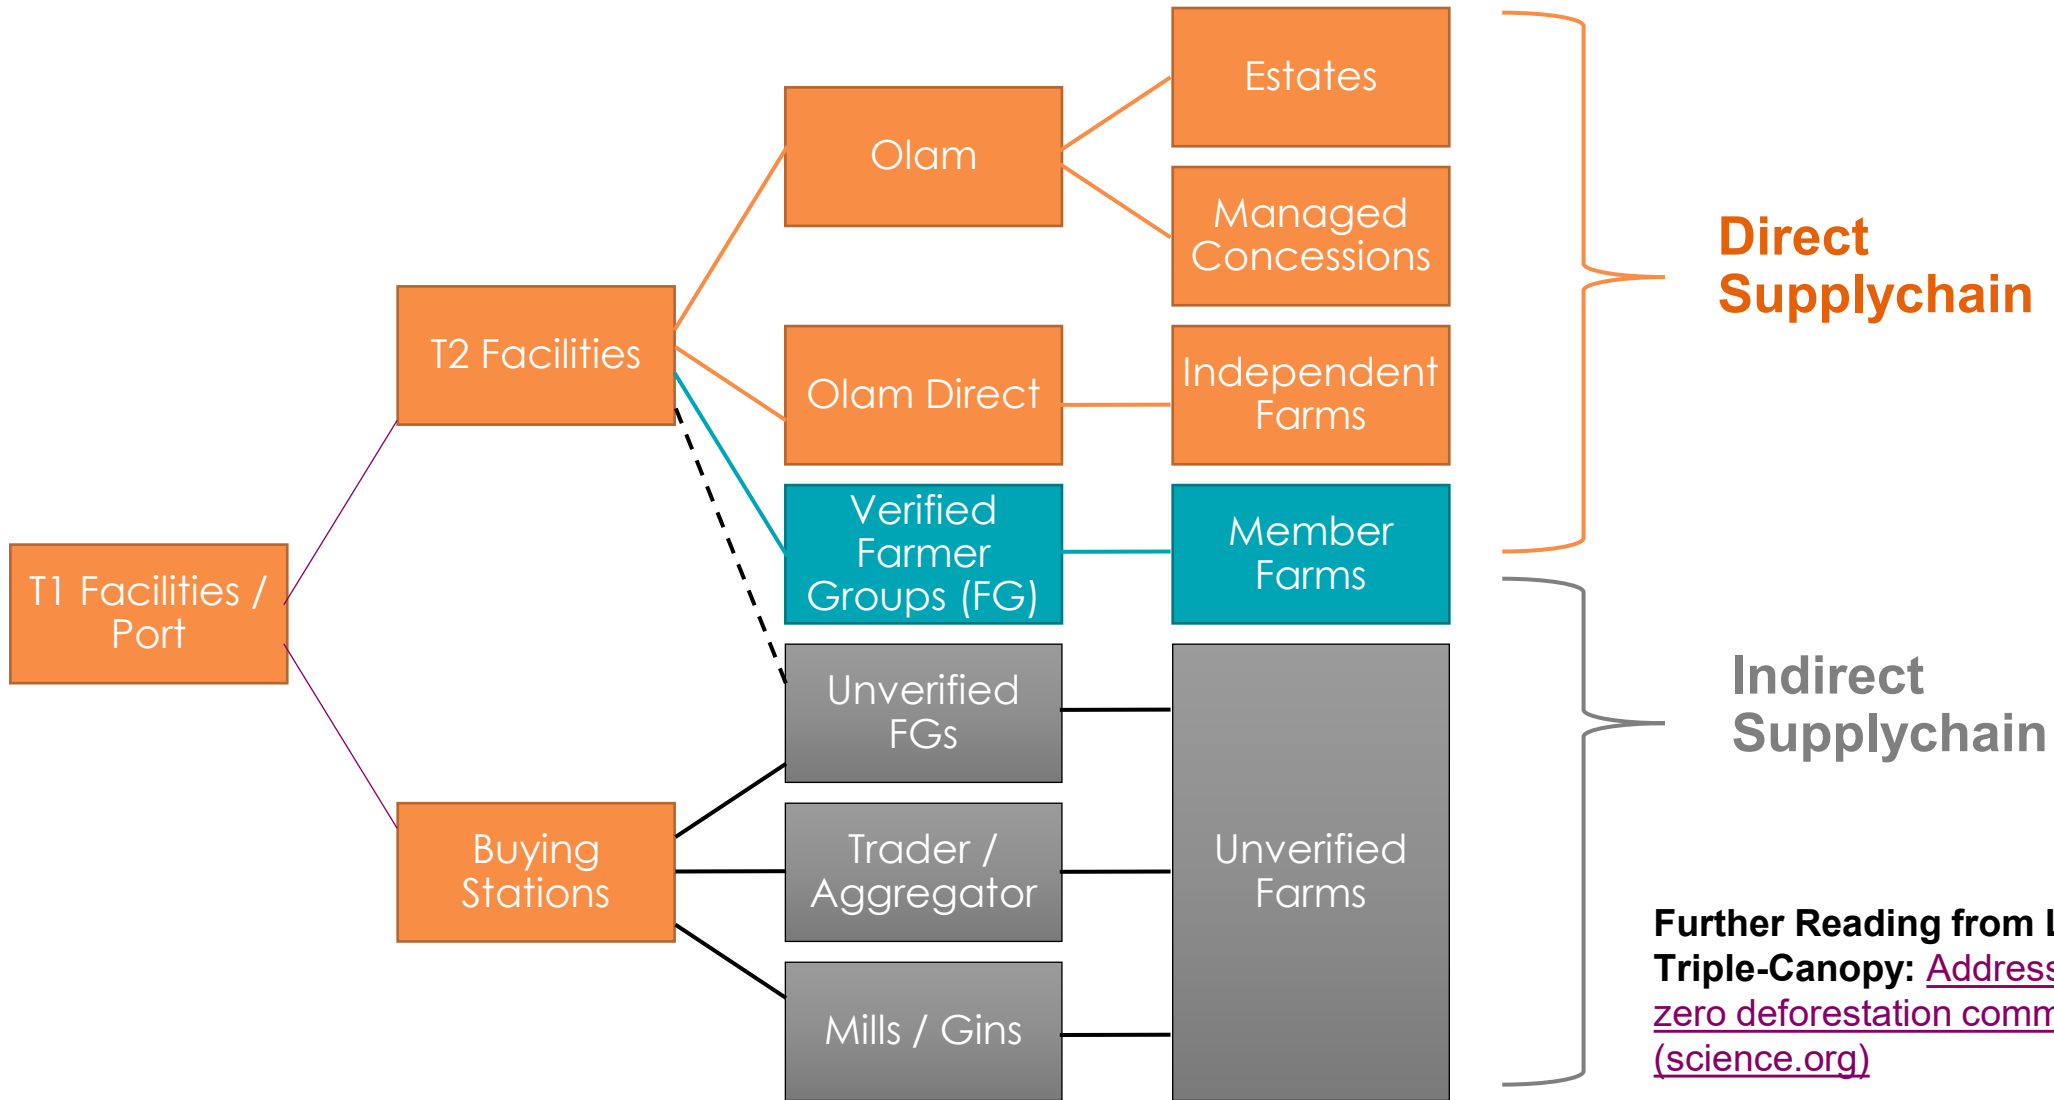 Estates
Olam
Managed
Concessions
Direct
Supplychain
T2 Facilities
Olam Direct
Independent
Farms
Verified
Farmer
Groups (FG)
Member
Farms
T1 Facilities /
Port
Unverified
FGs
Indirect
Supplychain
Buying
Stations
Trader /
Aggregator
Unverified
Farms
Mills / Gins
Further Reading from
Triple-Canopy: Address
zero deforestation comm
(science.org)